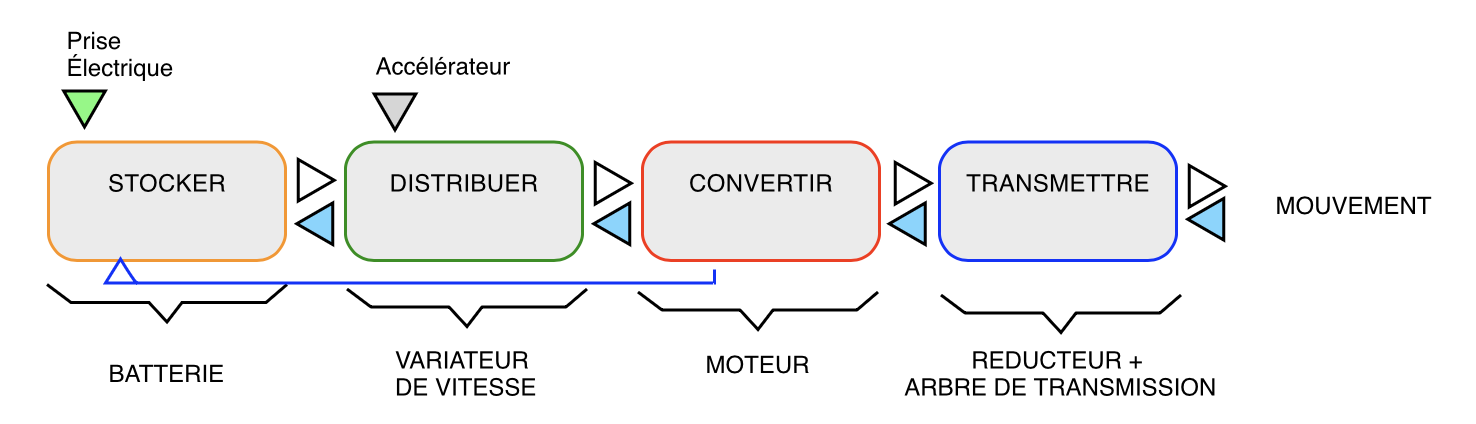 Prise
Électrique
Accélérateur
STOCKER
DISTRIBUER
CONVERTIR
TRANSMETTRE
MOUVEMENT
BATTERIE
VARIATEUR
DE VITESSE
MOTEUR
REDUCTEUR +
ARBRE DE TRANSMISSION